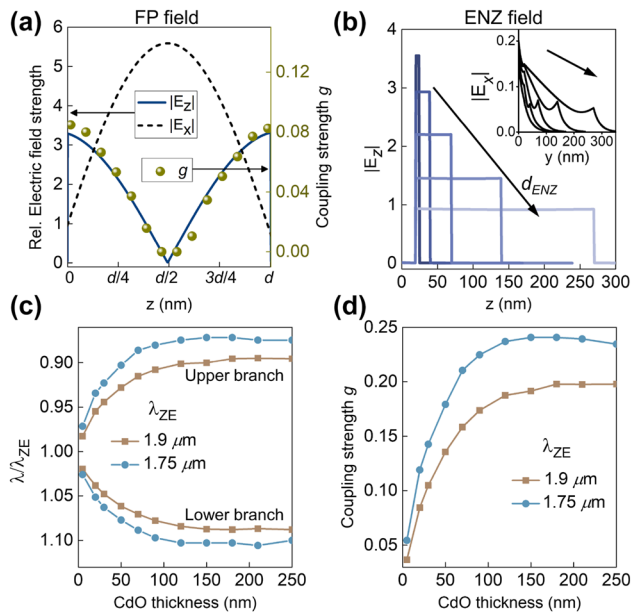 (a) FP field
Rel. Electric field strength
6
5
4
3
2
1
0
|E_z|
|E_x|
g
0.12
0.08
0.04
0.00
Coupling strength g
0 d/4 d/2 3d/4 d
z (nm)
(b) ENZ field
|E_z|
4
3
2
1
0
d_ENZ
0 50 100 150 200 250 300
z (nm)
|E_x|
0.2
0.1
0.0
0 100 200 300
y (nm)
(c)
λ/λ_ZE
0.90
0.95
1.00
1.05
1.10
Upper branch
λ_ZE
1.9 μm
1.75 μm
Lower branch
0 50 100 150 200 250
CdO thickness (nm)
(d)
Coupling strength g
0.25
0.20
0.15
0.10
0.05
λ_ZE
1.9 μm
1.75 μm
0 50 100 150 200 250
CdO thickness (nm)